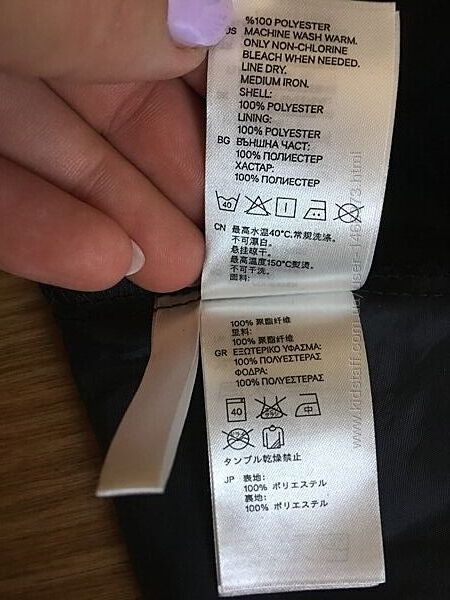 %100 POLYESTER
US MACHINE WASH WARM.
ONLY NON-CHLORINE
BLEACH WHEN NEEDED.
LINE DRY.
MEDIUM IRON.
SHELL:
100% POLYESTER
LINING:
100% POLYESTER
BG ВЪНШНА ЧАСТ:
100% ПОЛИЕСТЕР
ХАСТАР:
100% ПОЛИЕСТЕР
40
CN 最高水温40°C,常规洗涤。
不可漂白。
悬挂晾干。
最高温度150°C熨烫。
不可干洗。
面料:
100% 聚酯纤维
里料:
100% 聚酯纤维
GR ΕΞΩΤΕΡΙΚΟ ΥΦΑΣΜΑ:
100% ΠΟΛΥΕΣΤΕΡΑΣ
ΦΟΔΡΑ:
100% ΠΟΛΥΕΣΤΕΡΑΣ
40 中
タンブル乾燥禁止
JP 表地:
100% ポリエステル
裏地:
100% ポリエステル